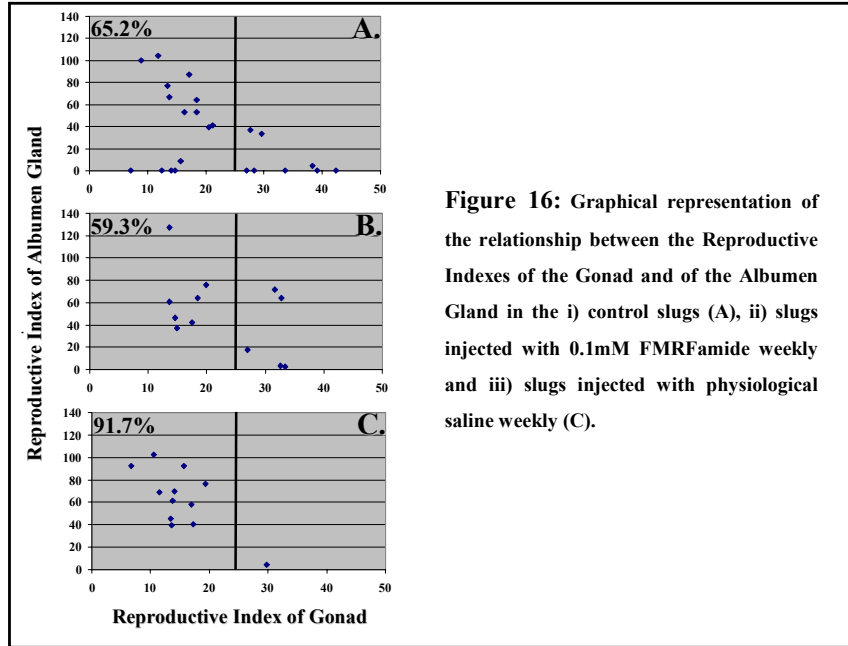 Reproductive Index of Albumen Gland
140
120
100
80
60
40
20
0
65.2%
A.
0 10 20 30 40 50
140
120
100
80
60
40
20
0
59.3%
B.
0 10 20 30 40 50
140
120
100
80
60
40
20
0
91.7%
C.
0 10 20 30 40 50
Reproductive Index of Gonad
Figure 16: Graphical representation of
the relationship between the Reproductive
Indexes of the Gonad and of the Albumen
Gland in the i) control slugs (A), ii) slugs
injected with 0.1mM FMRFamide weekly
and iii) slugs injected with physiological
saline weekly (C).